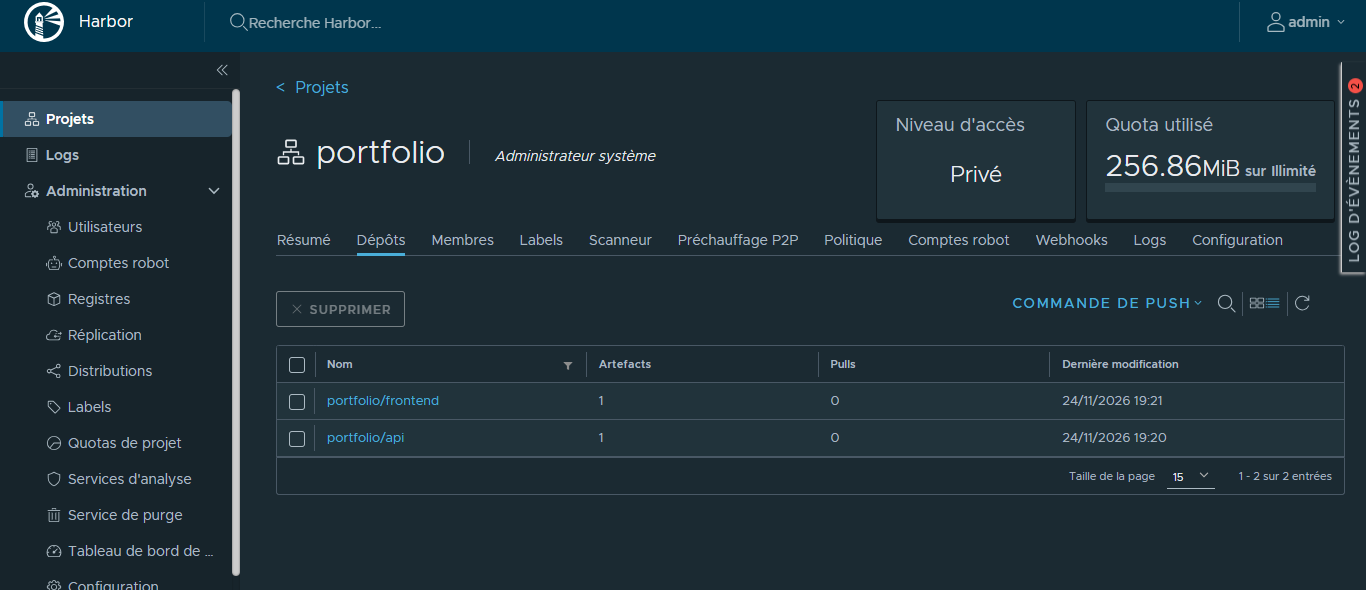 Harbor
Recherche Harbor...
admin
Projets
Logs
Administration
Utilisateurs
Comptes robot
Registres
Réplication
Distributions
Labels
Quotas de projet
Services d'analyse
Service de purge
Tableau de bord de ...
Configuration
< Projets
portfolio
Administrateur système
Niveau d'accès
Privé
Quota utilisé
256.86MiB sur Illimité
LOG D'ÉVÈNEMENTS 2
Résumé Dépôts Membres Labels Scanneur Préchauffage P2P Politique Comptes robot Webhooks Logs Configuration
SUPPRIMER
COMMANDE DE PUSH
Nom Artefacts Pulls Dernière modification
portfolio/frontend 1 0 24/11/2026 19:21
portfolio/api 1 0 24/11/2026 19:20
Taille de la page 15 1 - 2 sur 2 entrées